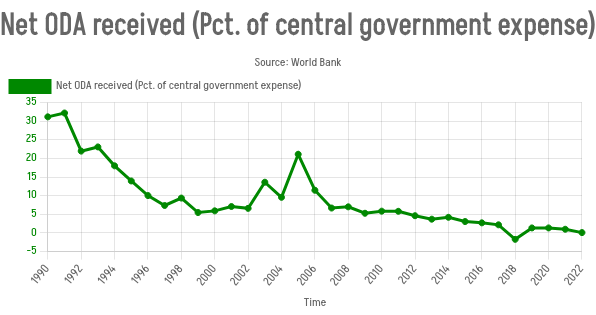 Net ODA received (Pct. of central government expense)
Source: World Bank
Net ODA received (Pct. of central government expense)
35
30
25
20
15
10
5
0
-5
1990 1992 1994 1996 1998 2000 2002 2004 2006 2008 2010 2012 2014 2016 2018 2020 2022
Time